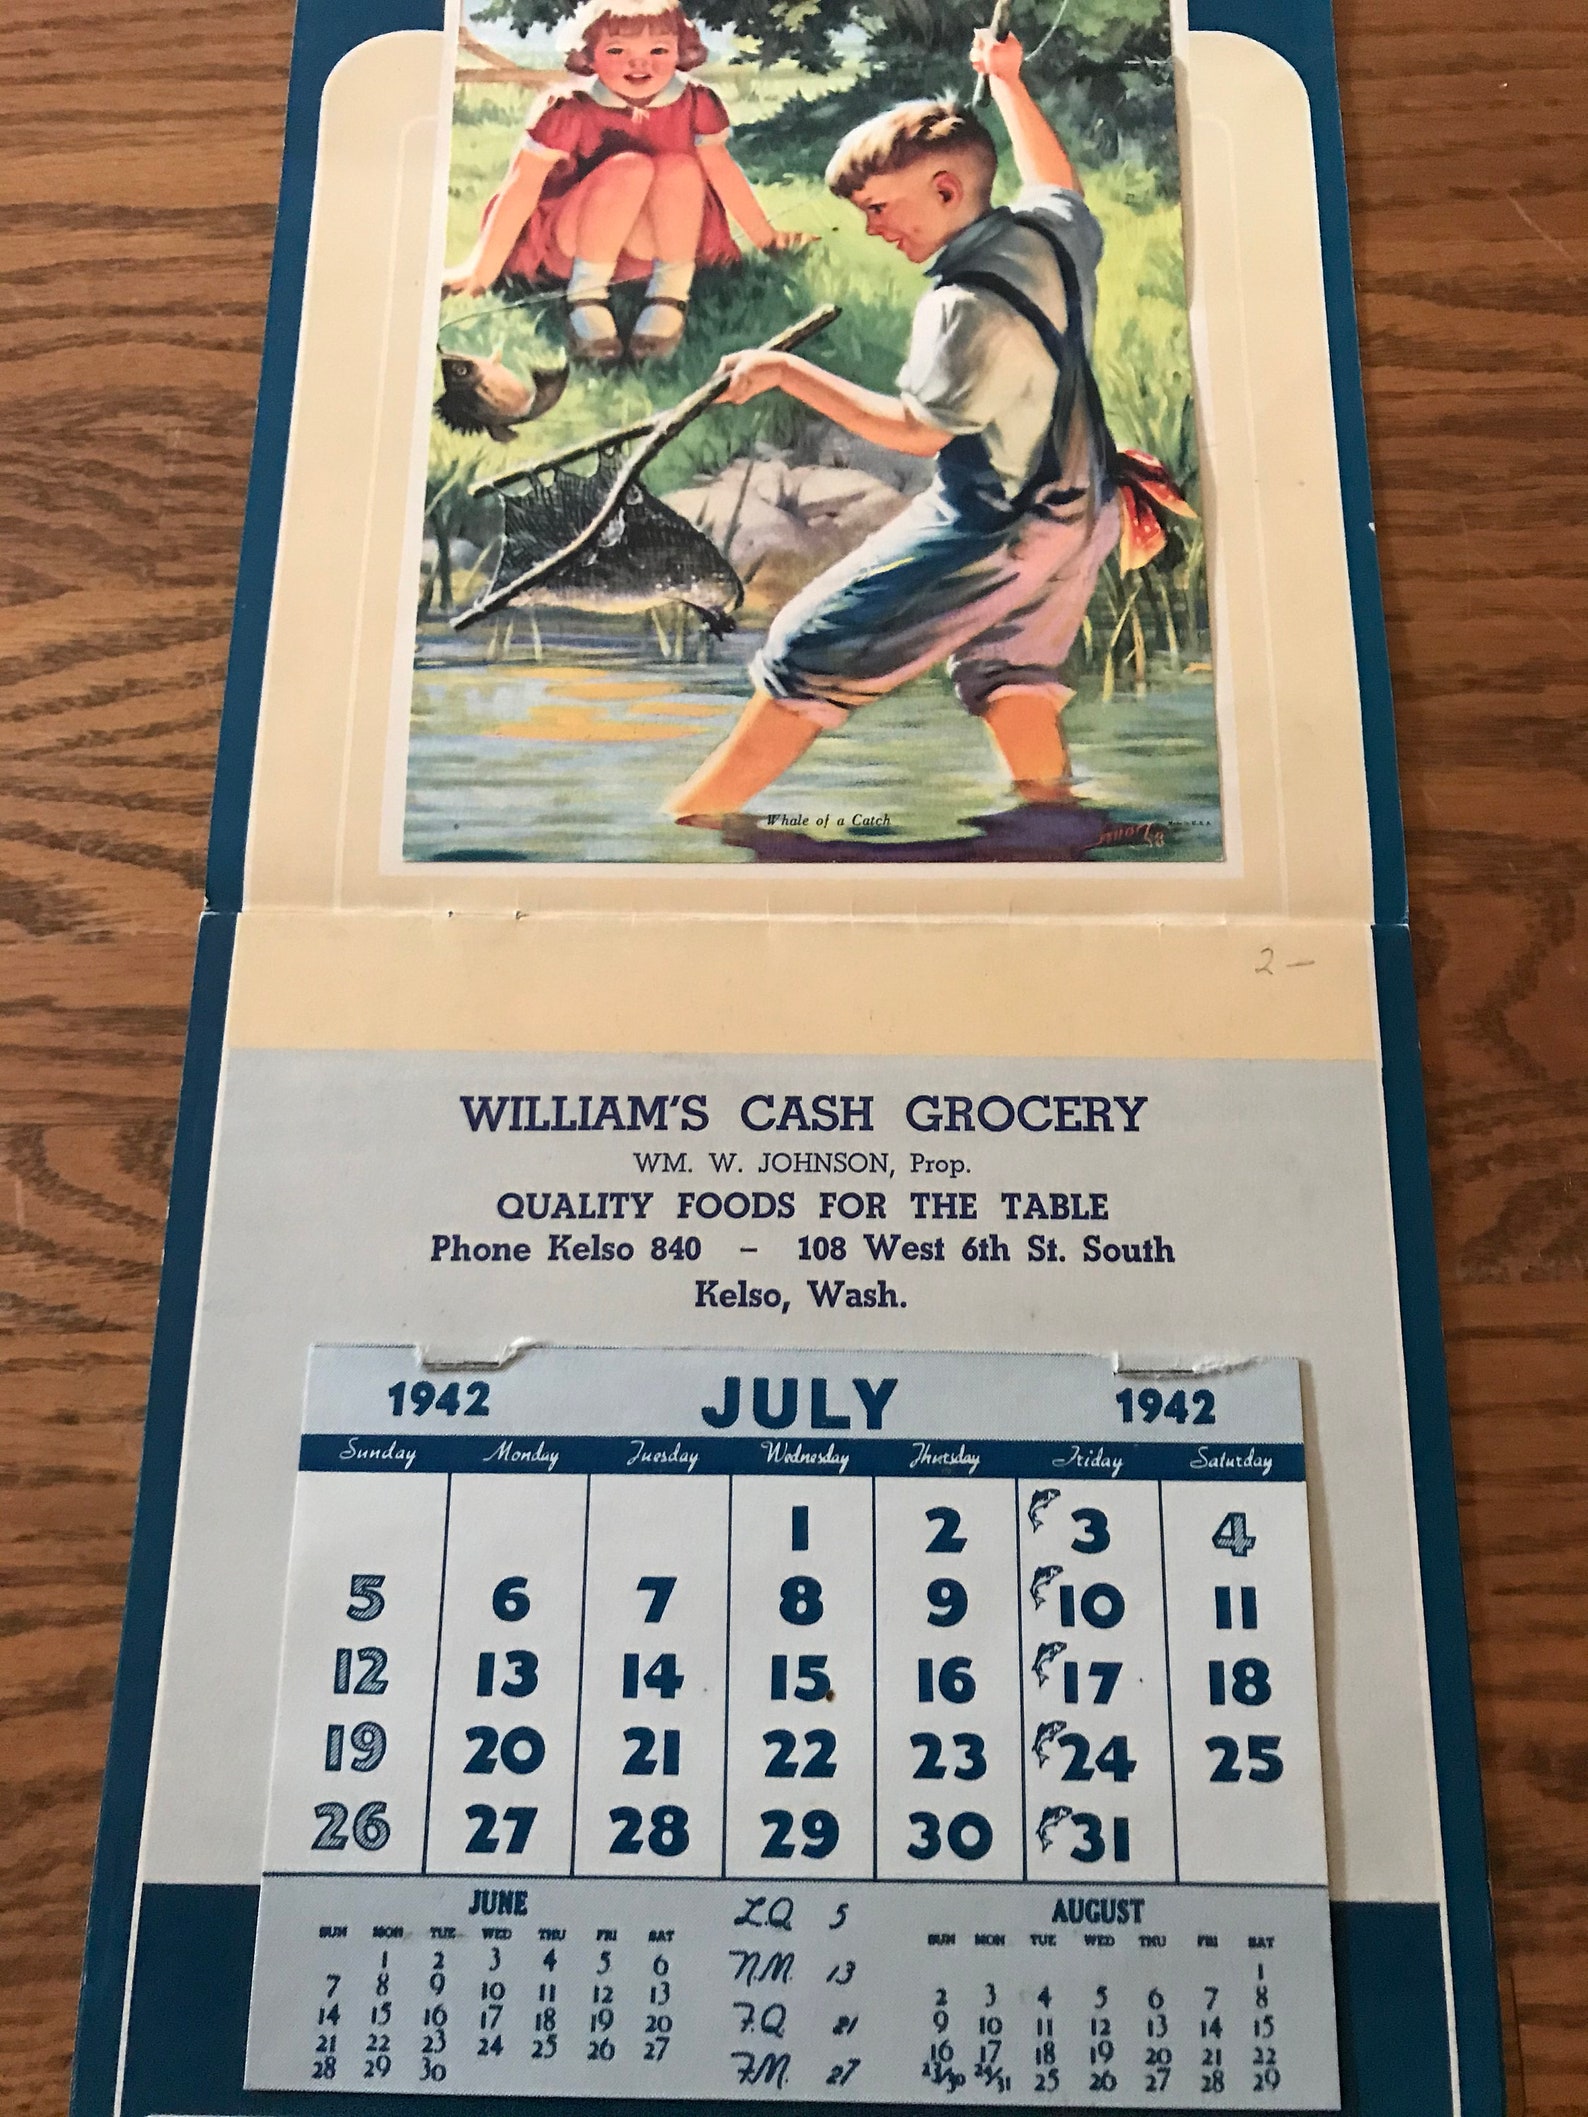 Whale of a Catch
2 -
WILLIAM'S CASH GROCERY
WM. W. JOHNSON, Prop.
QUALITY FOODS FOR THE TABLE
Phone Kelso 840 - 108 West 6th St. South
Kelso, Wash.
1942 JULY 1942
Sunday Monday Tuesday Wednesday Thursday Friday Saturday
1 2 3 4
5 6 7 8 9 10 11
12 13 14 15 16 17 18
19 20 21 22 23 24 25
26 27 28 29 30 31
JUNE
SUN MON TUE WED THU FRI SAT
1 2 3 4 5 6
7 8 9 10 11 12 13
14 15 16 17 18 19 20
21 22 23 24 25 26 27
28 29 30
L.Q. 5
N.M. 13
F.Q. 21
F.M. 27
AUGUST
SUN MON TUE WED THU FRI SAT
1
2 3 4 5 6 7 8
9 10 11 12 13 14 15
16 17 18 19 20 21 22
23/30 24/31 25 26 27 28 29